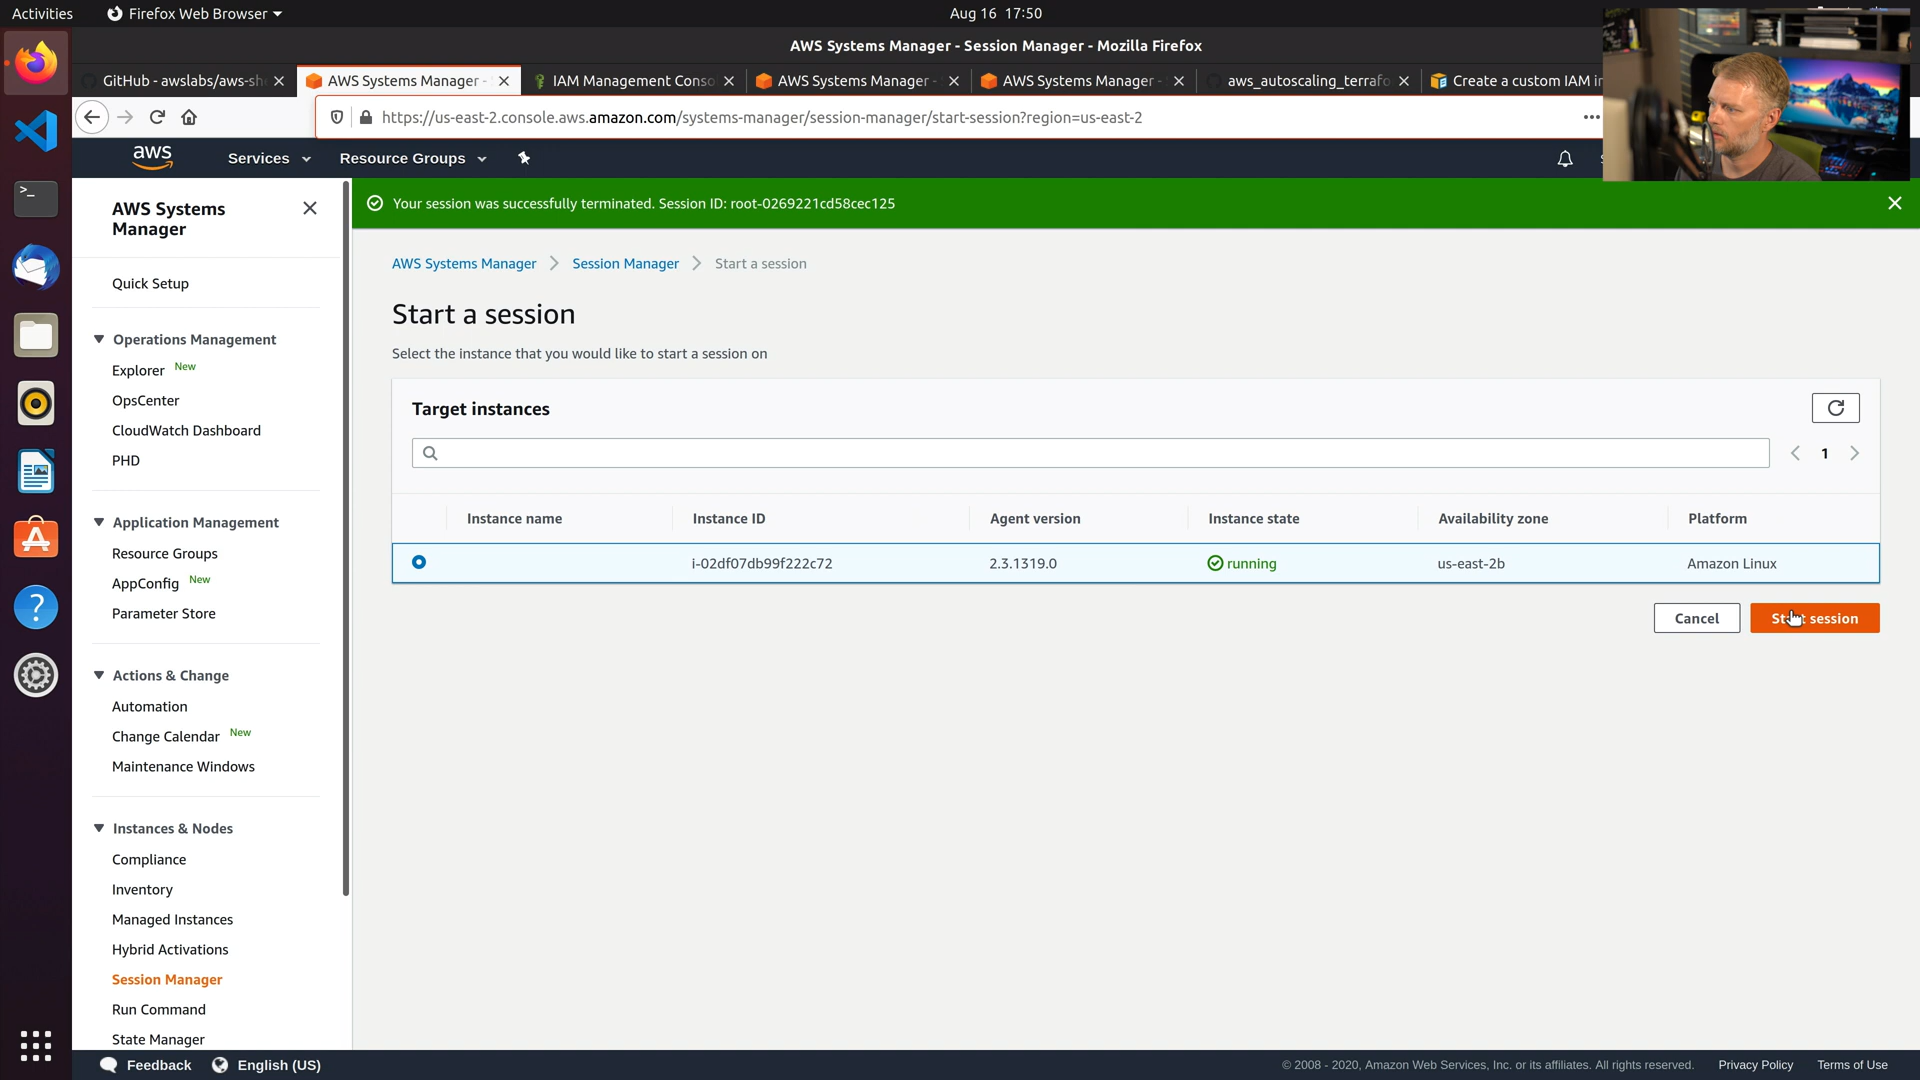 Activities
Firefox Web Browser
Aug 16 17:50
AWS Systems Manager - Session Manager - Mozilla Firefox
GitHub - awslabs/aws-sh
AWS Systems Manager -
IAM Management Conso
AWS Systems Manager -
AWS Systems Manager -
aws_autoscaling_terrafo
Create a custom IAM in
https://us-east-2.console.aws.amazon.com/systems-manager/session-manager/start-session?region=us-east-2
aws
Services
Resource Groups
AWS Systems
Manager
Quick Setup
Operations Management
Explorer New
OpsCenter
CloudWatch Dashboard
PHD
Application Management
Resource Groups
AppConfig New
Parameter Store
Actions & Change
Automation
Change Calendar New
Maintenance Windows
Instances & Nodes
Compliance
Inventory
Managed Instances
Hybrid Activations
Session Manager
Run Command
State Manager
Your session was successfully terminated. Session ID: root-0269221cd58cec125
AWS Systems Manager
Session Manager
Start a session
Start a session
Select the instance that you would like to start a session on
Target instances
1
Instance name
Instance ID
Agent version
Instance state
Availability zone
Platform
i-02df07db99f222c72
2.3.1319.0
running
us-east-2b
Amazon Linux
Cancel
Start session
Feedback
English (US)
© 2008 - 2020, Amazon Web Services, Inc. or its affiliates. All rights reserved.
Privacy Policy
Terms of Use